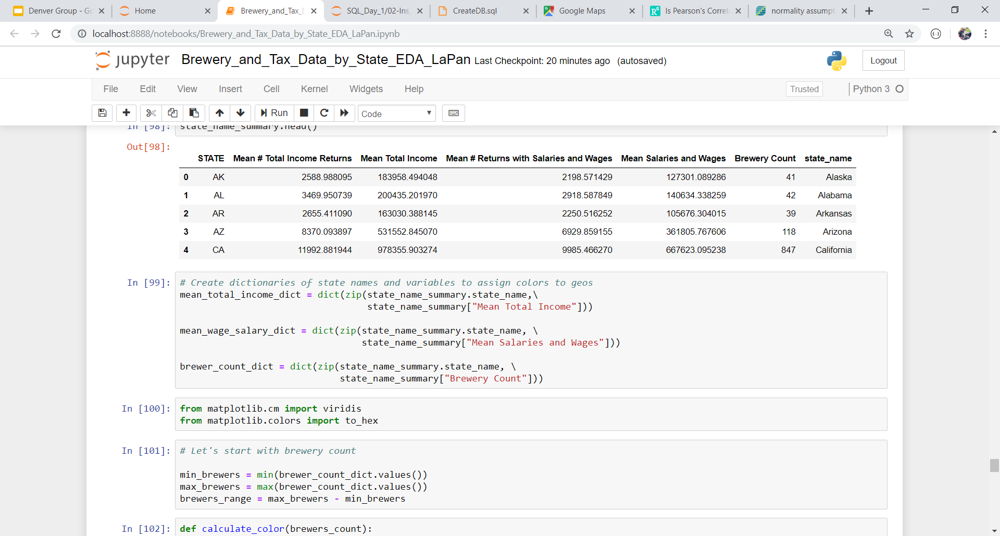 Denver Group - Go
Home
Brewery_and_Tax_D
SQL_Day_1/02-Ins_
CreateDB.sql
Google Maps
Is Pearson's Correla
normality assumpt
localhost:8888/notebooks/Brewery_and_Tax_Data_by_State_EDA_LaPan.ipynb
jupyter Brewery_and_Tax_Data_by_State_EDA_LaPan Last Checkpoint: 20 minutes ago (autosaved)
Logout
File Edit View Insert Cell Kernel Widgets Help
Trusted
Python 3
Run
Code
In [98]: state_name_summary.head()
Out[98]:
STATE Mean # Total Income Returns Mean Total Income Mean # Returns with Salaries and Wages Mean Salaries and Wages Brewery Count state_name
0 AK 2588.988095 183958.494048 2198.571429 127301.089286 41 Alaska
1 AL 3469.950739 200435.201970 2918.587849 140634.338259 42 Alabama
2 AR 2655.411090 163030.388145 2250.516252 105676.304015 39 Arkansas
3 AZ 8370.093897 531552.845070 6929.859155 361805.767606 118 Arizona
4 CA 11992.881944 978355.903274 9985.466270 667623.095238 847 California
In [99]: # Create dictionaries of state names and variables to assign colors to geos
mean_total_income_dict = dict(zip(state_name_summary.state_name,\
state_name_summary["Mean Total Income"]))
mean_wage_salary_dict = dict(zip(state_name_summary.state_name, \
state_name_summary["Mean Salaries and Wages"]))
brewer_count_dict = dict(zip(state_name_summary.state_name, \
state_name_summary["Brewery Count"]))
In [100]: from matplotlib.cm import viridis
from matplotlib.colors import to_hex
In [101]: # Let's start with brewery count
min_brewers = min(brewer_count_dict.values())
max_brewers = max(brewer_count_dict.values())
brewers_range = max_brewers - min_brewers
In [102]: def calculate_color(brewers_count):